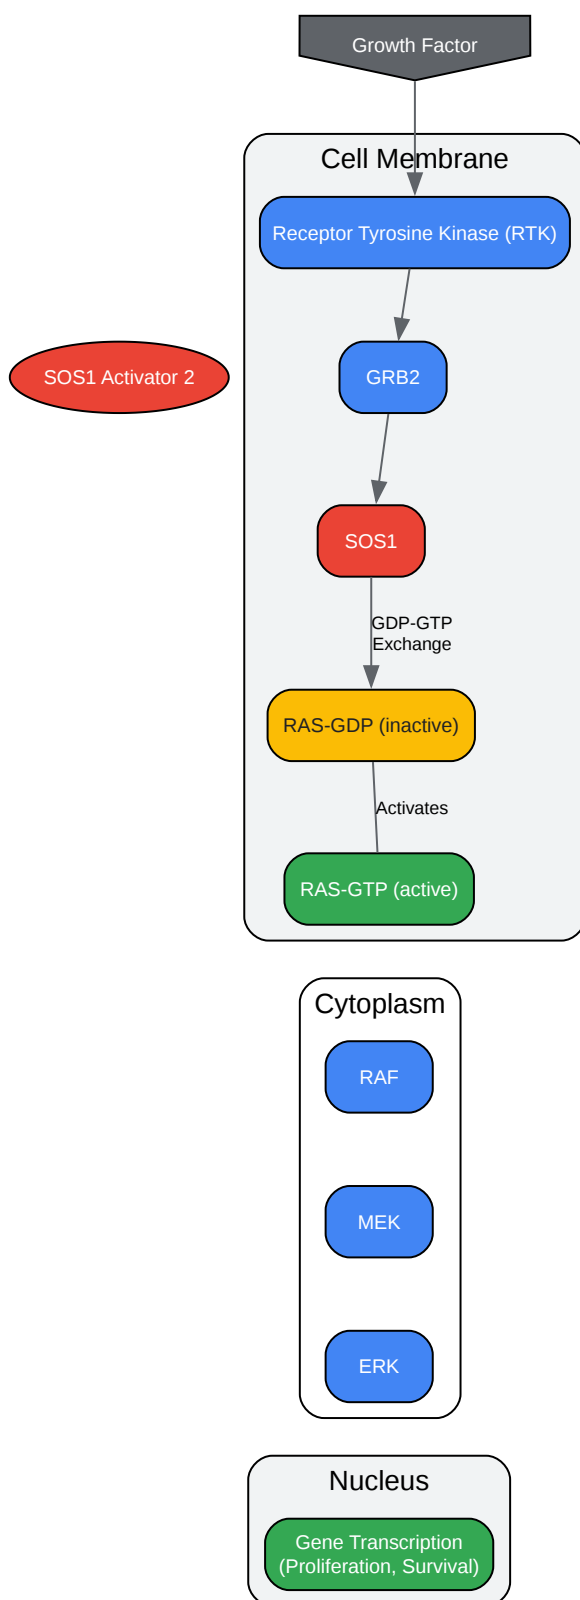 Growth Factor
Cell Membrane
Receptor Tyrosine Kinase (RTK)
SOS1 Activator 2
GRB2
SOS1
GDP-GTP
Exchange
RAS-GDP (inactive)
Activates
RAS-GTP (active)
Cytoplasm
RAF
MEK
ERK
Nucleus
Gene Transcription
(Proliferation, Survival)